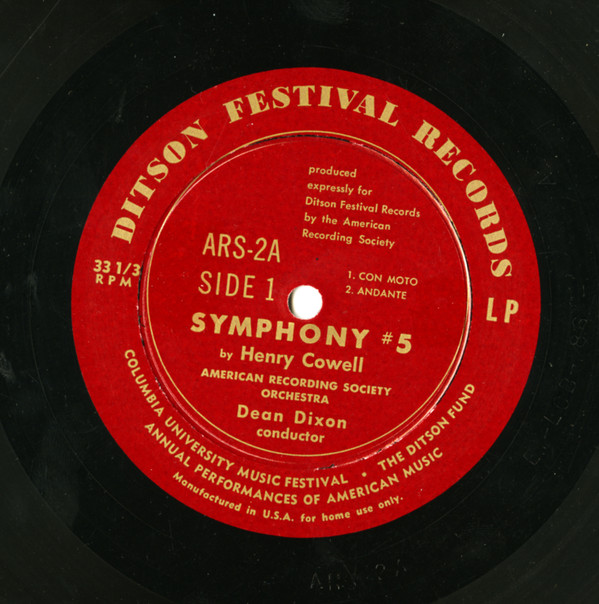 DITSON FESTIVAL RECORDS
produced
expressly for
Ditson Festival Records
by the American
Recording Society
ARS-2A
SIDE 1
33 1/3
RPM
1. CON MOTO
2. ANDANTE
LP
SYMPHONY #5
by Henry Cowell
AMERICAN RECORDING SOCIETY
ORCHESTRA
Dean Dixon
conductor
COLUMBIA UNIVERSITY MUSIC FESTIVAL • THE DITSON FUND
ANNUAL PERFORMANCES OF AMERICAN MUSIC
Manufactured in U.S.A. for home use only.